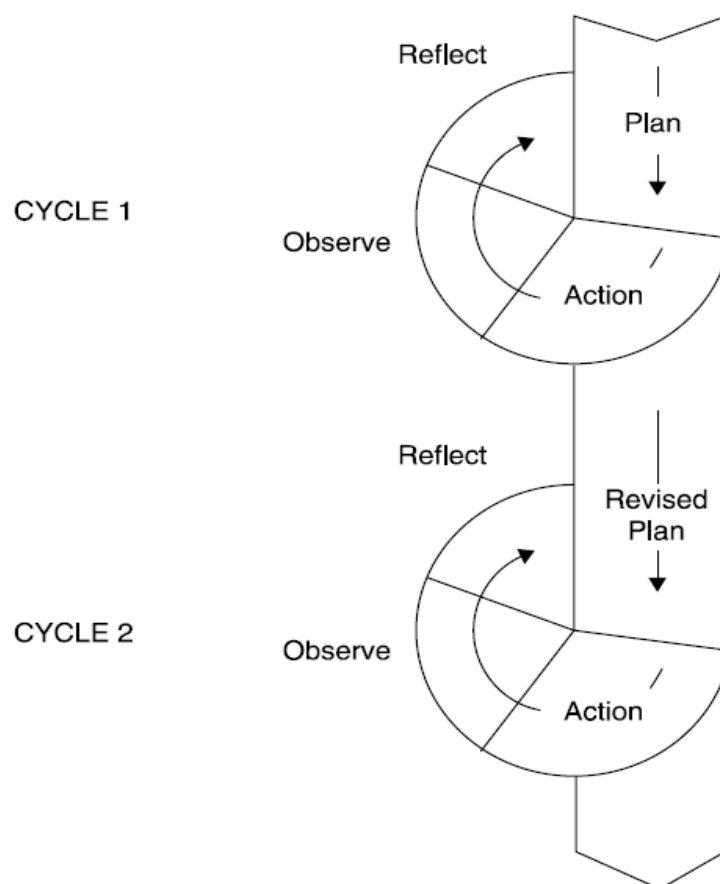 Reflect
Plan
CYCLE 1
Observe
Action
Reflect
Revised
Plan
CYCLE 2
Observe
Action